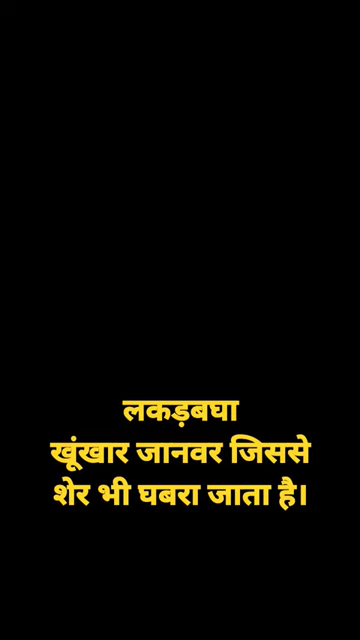 लकड़बघा
खूंखार जानवर जिससे
शेर भी घबरा जाता है।